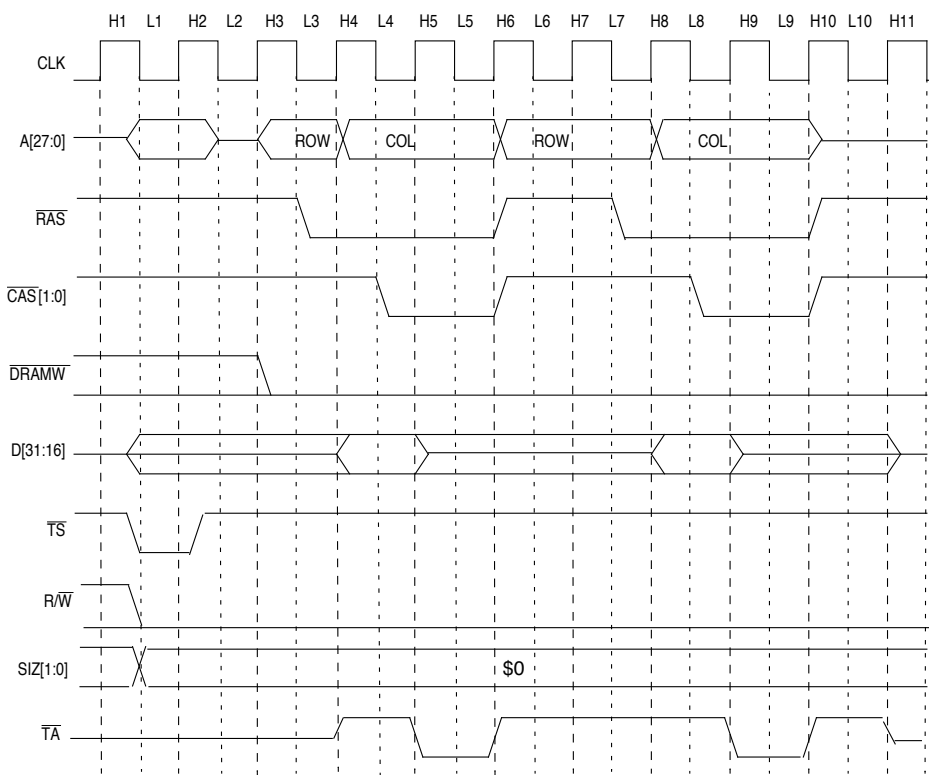 H1 L1 H2 L2 H3 L3 H4 L4 H5 L5 H6 L6 H7 L7 H8 L8 H9 L9 H10 L10 H11
CLK
A[27:0] ROW COL ROW COL
RAS
CAS[1:0]
DRAMW
D[31:16]
TS
R/W
SIZ[1:0] $0
TA